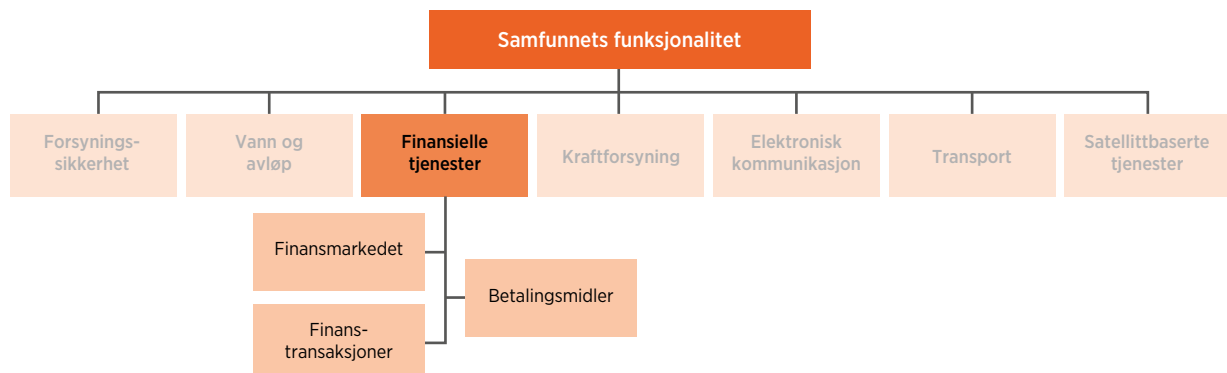 Samfunnets funksjonalitet
Forsynings-
sikkerhet
Vann og
avløp
Finansielle
tjenester
Kraftforsyning
Elektronisk
kommunikasjon
Transport
Satellittbaserte
tjenester
Finansmarkedet
Betalingsmidler
Finans-
transaksjoner